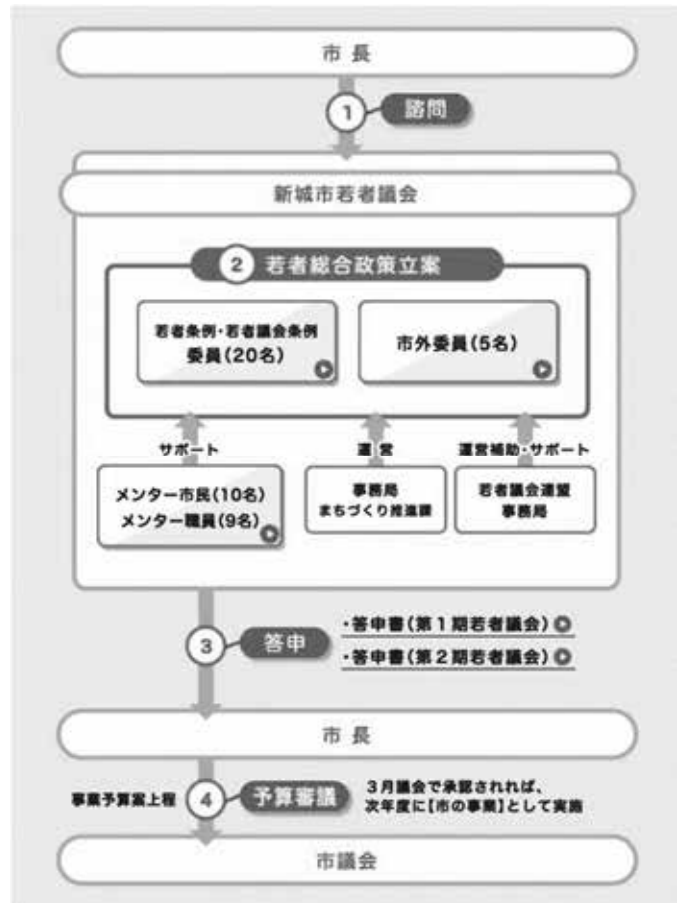 市長
1 諮問
新城市若者議会
2 若者総合政策立案
若者条例・若者議会条例
委員(20名)
市外委員(5名)
サポート
運営
運営補助・サポート
メンター市民(10名)
メンター職員(9名)
事務局
まちづくり推進課
若者議会連盟
事務局
3 答申
・答申書(第1期若者議会)
・答申書(第2期若者議会)
市長
事業予算案上程
4 予算審議
3月議会で承認されれば、
次年度に【市の事業】として実施
市議会